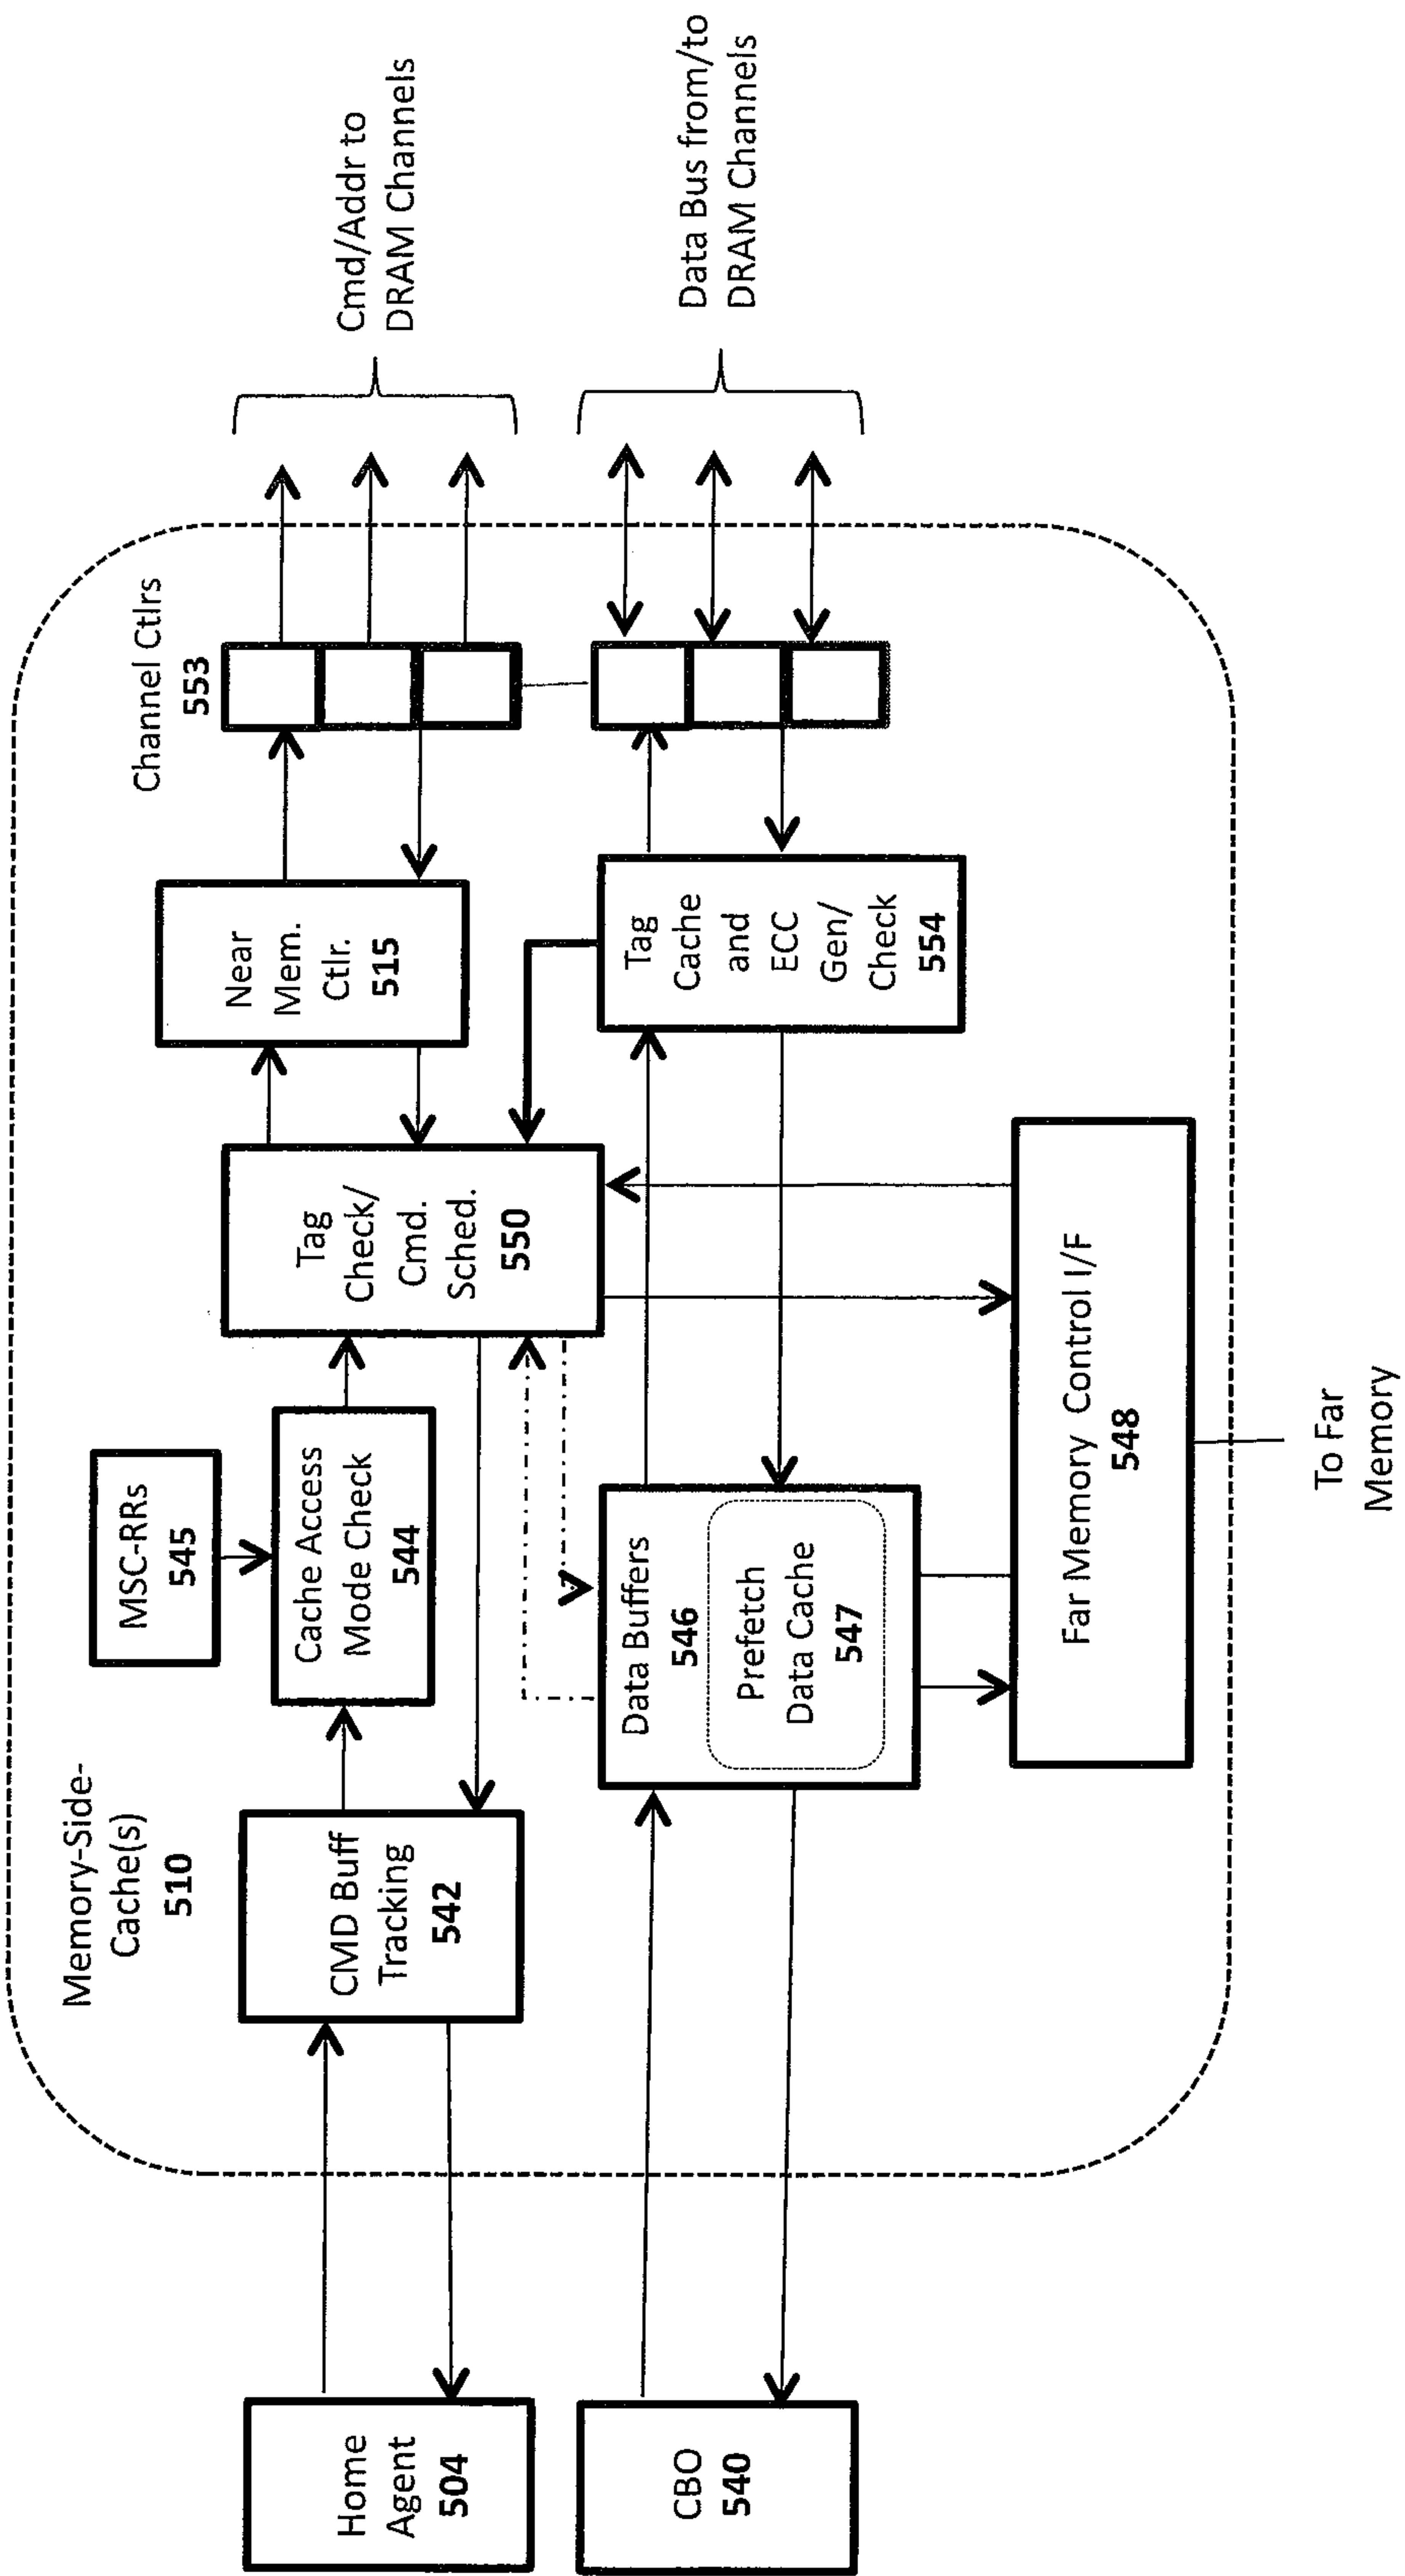 Memory-Side-
Cache(s)
510
MSC-RRs
545
Channel Ctlrs
553
Home
Agent
504
CMD Buff
Tracking
542
Cache Access
Mode Check
544
Tag
Check/
Cmd.
Sched.
550
Near
Mem.
Ctlr.
515
Cmd/Addr to
DRAM Channels
CBO
540
Data Buffers
546
Prefetch
Data Cache
547
Tag
Cache
and
ECC
Gen/
Check
554
Data Bus from/to
DRAM Channels
Far Memory Control I/F
548
To Far
Memory